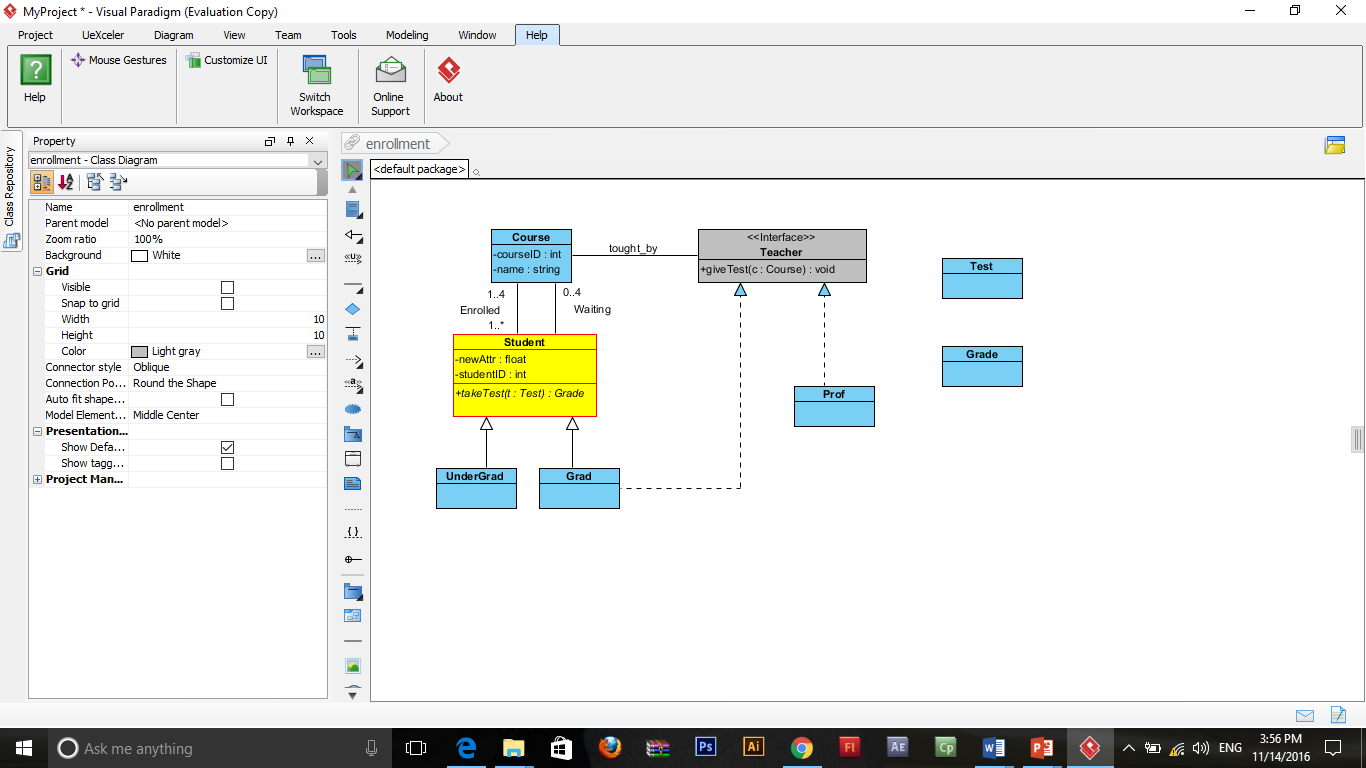 MyProject * - Visual Paradigm (Evaluation Copy)
Project UeXceler Diagram View Team Tools Modeling Window Help
Help
Mouse Gestures
Customize UI
Switch
Workspace
Online
Support
About
Class Repository
Property
enrollment - Class Diagram
Name enrollment
Parent model <No parent model>
Zoom ratio 100%
Background White ...
Grid
Visible
Snap to grid
Width 10
Height 10
Color Light gray ...
Connector style Oblique
Connection Po... Round the Shape
Auto fit shape...
Model Element... Middle Center
Presentation...
Show Defa...
Show tagg...
Project Man...
enrollment
<default package>
Course
-courseID : int
-name : string
tought_by
<<Interface>>
Teacher
+giveTest(c : Course) : void
Test
Grade
1..4
Enrolled
1..*
0..4
Waiting
Student
-newAttr : float
-studentID : int
+takeTest(t : Test) : Grade
Prof
UnderGrad
Grad
Ask me anything
Ps
Ai
Fl
Ae
Cp
ENG
3:56 PM
11/14/2016